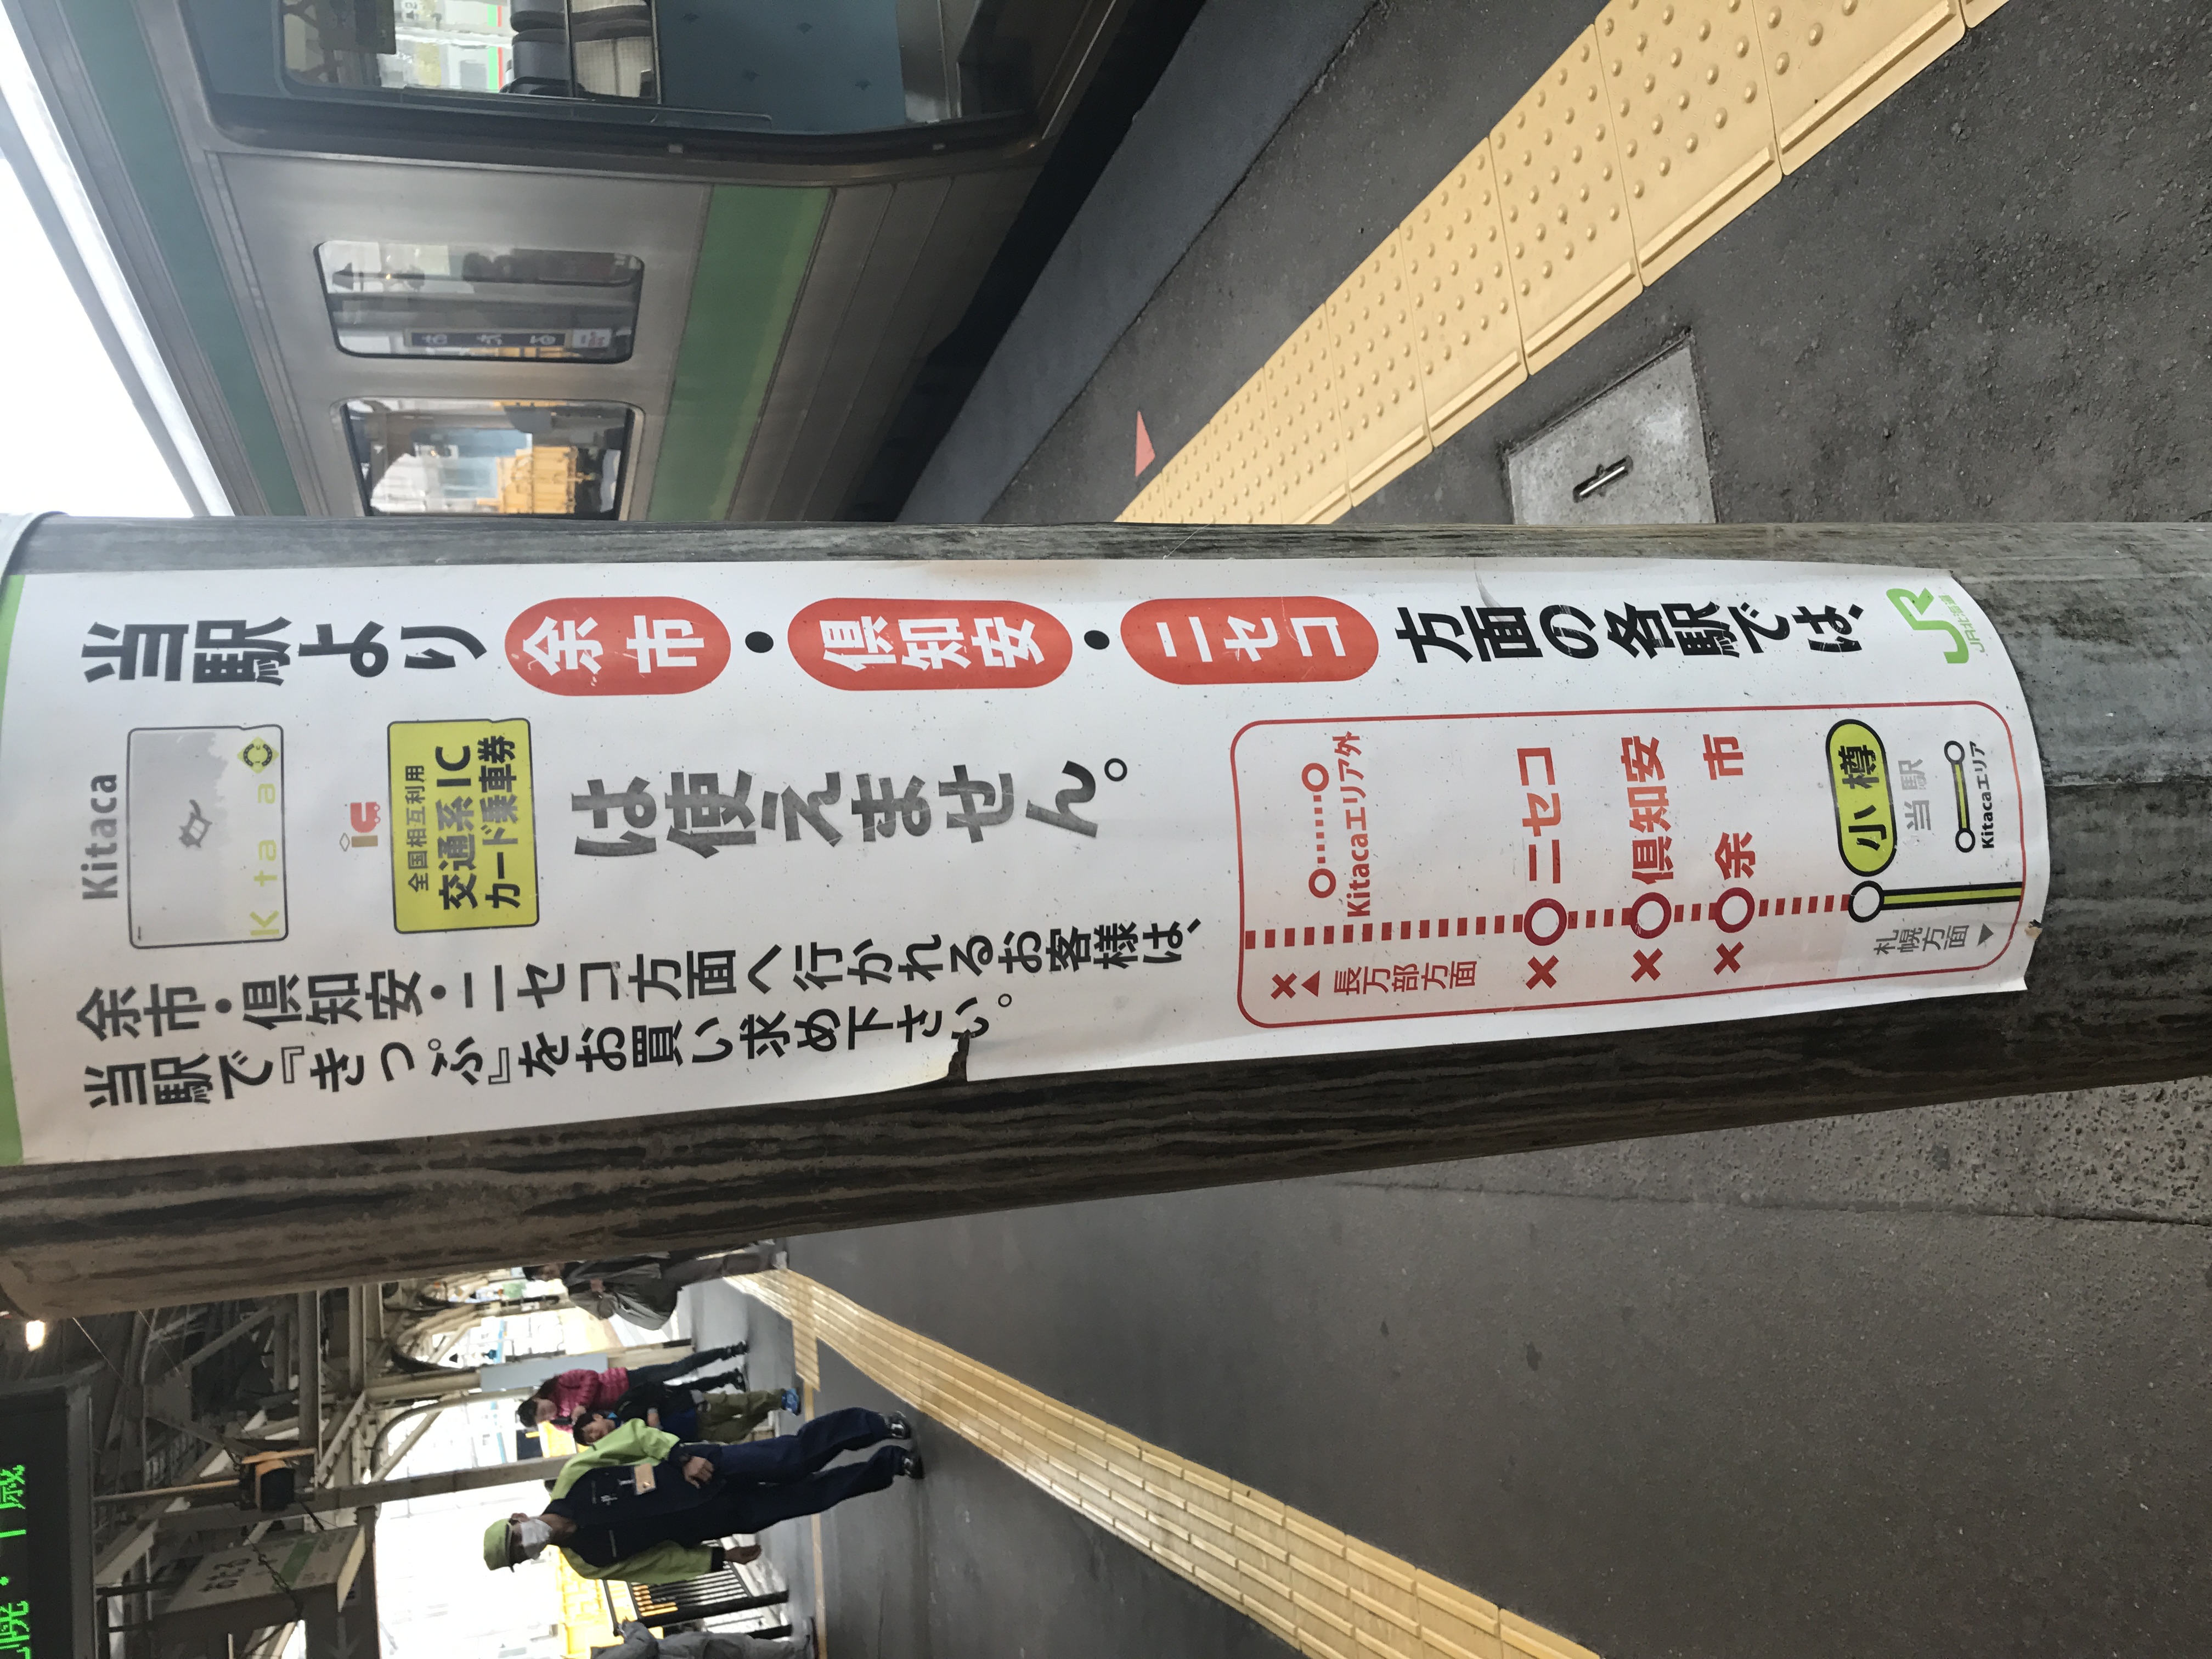 当駅より余市・倶知安・ニセコ方面の各駅では、
Kitaca
Kitaca
全国相互利用
交通系IC
カード乗車券
は使えません。
余市・倶知安・ニセコ方面へ行かれるお客様は、
当駅で『きっぷ』をお買い求め下さい。
Kitacaエリア外
長万部方面
ニセコ
倶知安
余市
小樽
当駅
札幌方面
Kitacaエリア
JR
JR北海道
おたる